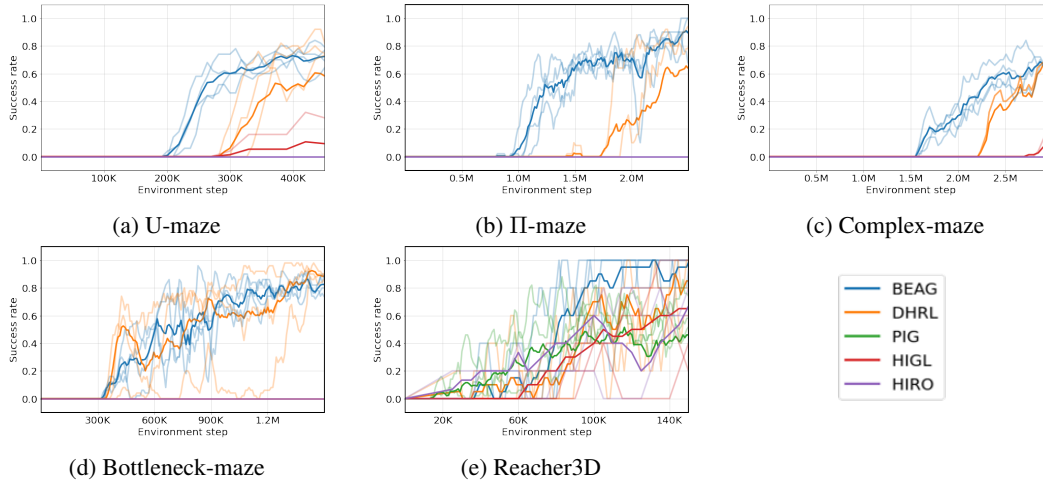 1.0
0.8
0.6
0.4
0.2
0.0
Success rate
100K 200K 300K 400K
Environment step
(a) U-maze
1.0
0.8
0.6
0.4
0.2
0.0
Success rate
0.5M 1.0M 1.5M 2.0M
Environment step
(b) Π-maze
1.0
0.8
0.6
0.4
0.2
0.0
Success rate
0.5M 1.0M 1.5M 2.0M 2.5M
Environment step
(c) Complex-maze
1.0
0.8
0.6
0.4
0.2
0.0
Success rate
300K 600K 900K 1.2M
Environment step
(d) Bottleneck-maze
1.0
0.8
0.6
0.4
0.2
0.0
Success rate
20K 60K 100K 140K
Environment step
(e) Reacher3D
BEAG
DHRL
PIG
HIGL
HIRO